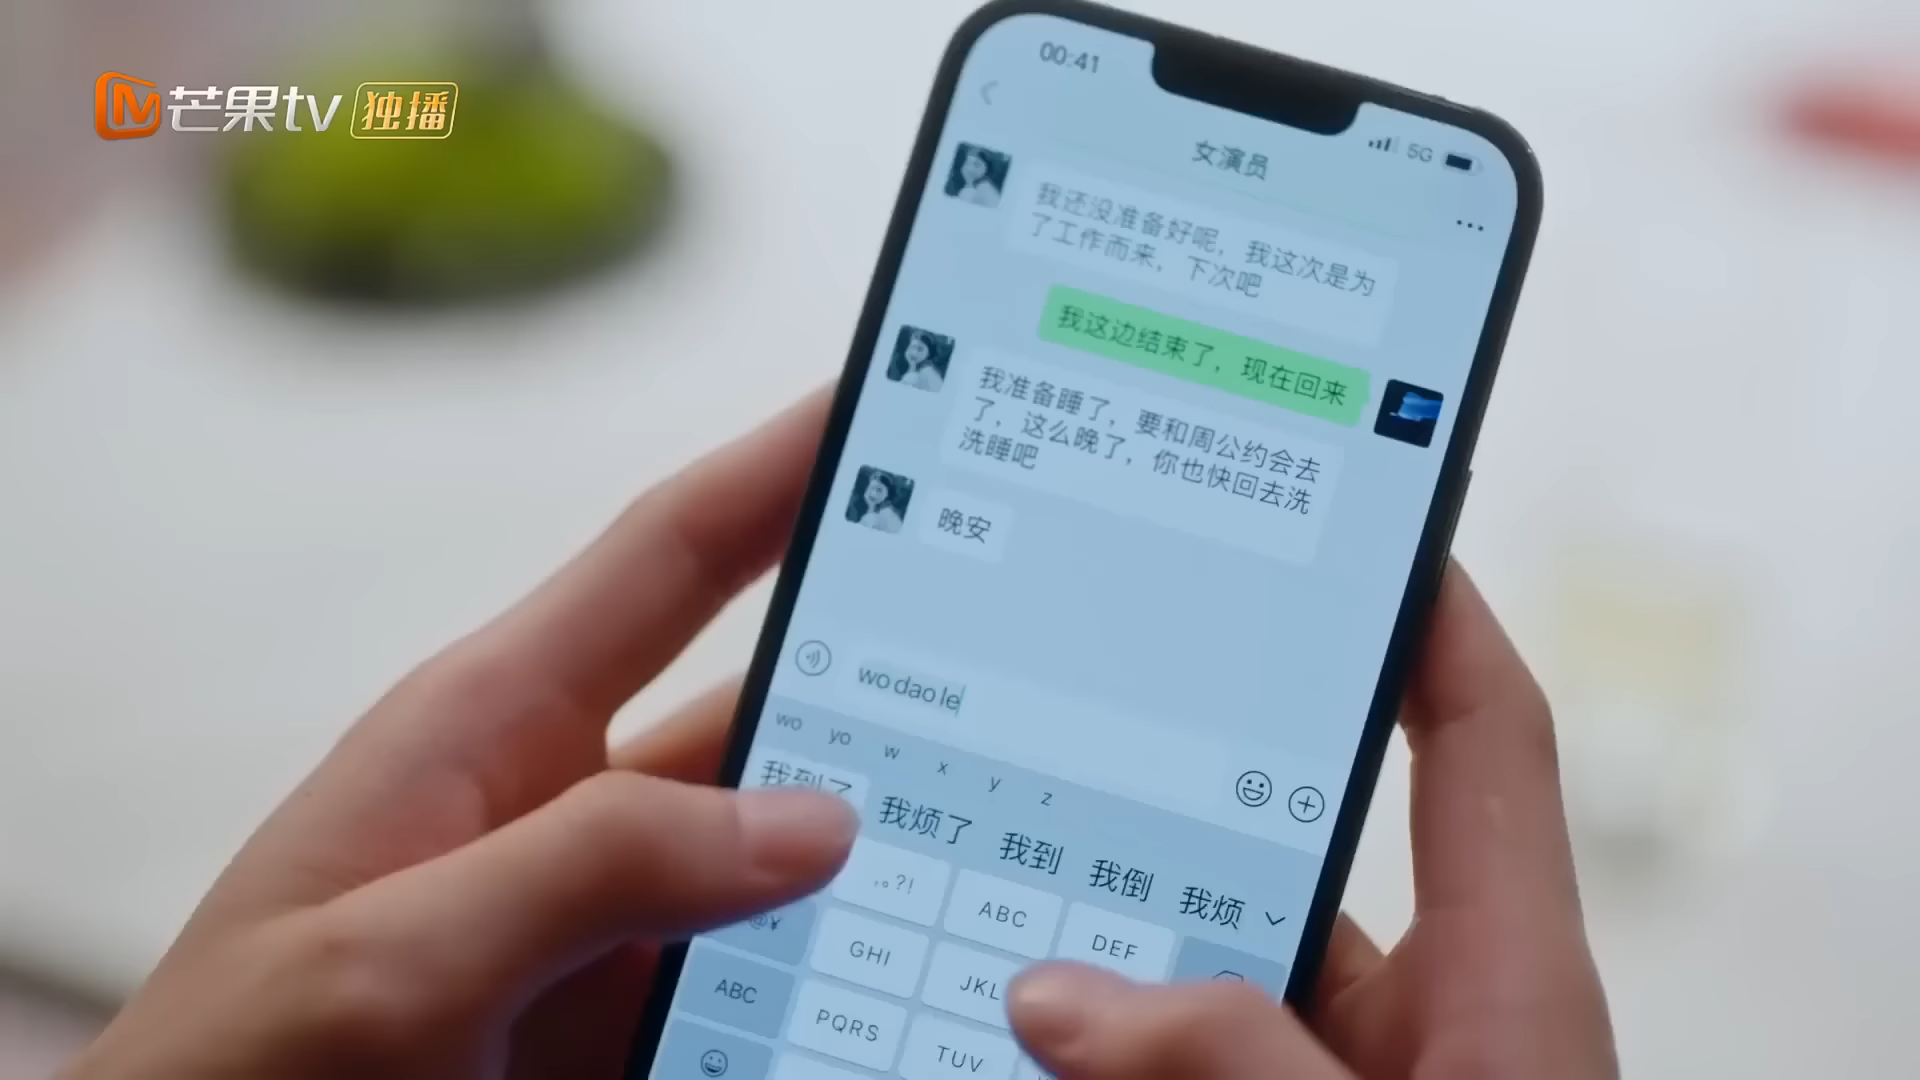 芒果tv 独播
00:41
5G
女演员
我还没准备好呢,我这次是为
了工作而来,下次吧
我这边结束了,现在回来
我准备睡了,要和周公约会去
了,这么晚了,你也快回去洗
洗睡吧
晚安
wo dao le
wo yo w x y z
我到了 我烦了 我到 我倒 我烦
,。?! ABC DEF
@¥ GHI JKL
ABC PQRS TUV